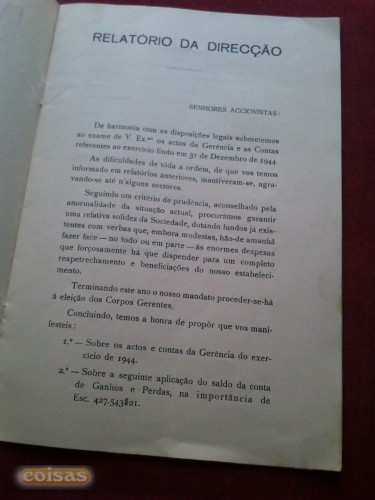 RELATÓRIO DA DIRECÇÃO
SENHORES ACCIONISTAS:
De harmonia com as disposições legais submetemos
ao exame de V. Ex.as os actos da Gerência e as Contas
referentes ao exercício findo em 31 de Dezembro de 1944.
As dificuldades de tôda a ordem, de que vos temos
informado em relatórios anteriores, mantiveram-se, agra-
vando-se até n'alguns sectores.
Seguindo um critério de prudência, aconselhado pela
anormalidade da situação actual, procurámos garantir
uma relativa solidez da Sociedade, dotando fundos já exis-
tentes com verbas que, embora modestas, hão-de amanhã
fazer face — no todo ou em parte — às enormes despesas
que forçosamente há que dispender para um completo
reapetrechamento e beneficiações do nosso estabeleci-
mento.
Terminando este ano o nosso mandato proceder-se-há
á eleição dos Corpos Gerentes.
Concluindo, temos a honra de propôr que vos mani-
festeis:
1.º — Sobre os actos e contas da Gerência do exer-
cício de 1944.
2.º — Sobre a seguinte aplicação do saldo da conta
de Ganhos e Perdas, na importância de
Esc. 427.543$21.
coisas